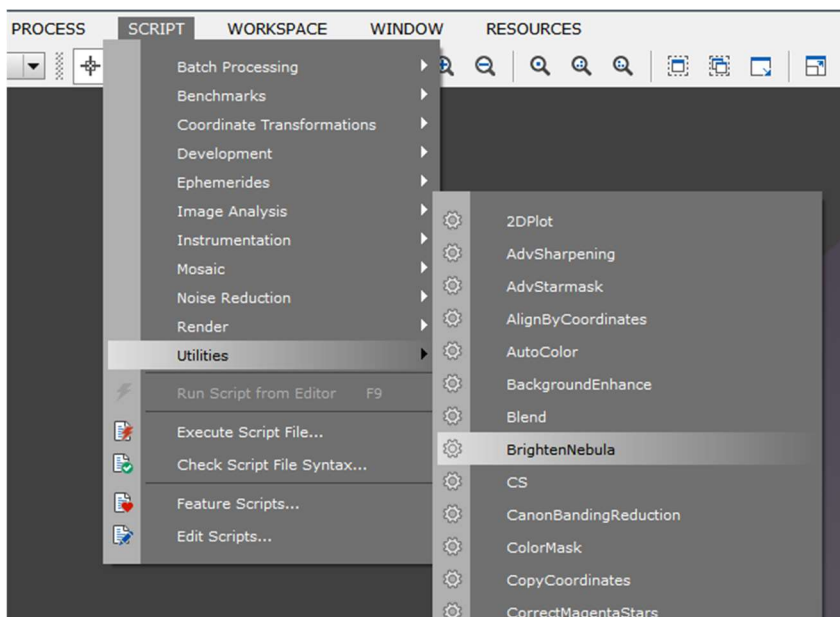 PROCESS SCRIPT WORKSPACE WINDOW RESOURCES
Batch Processing
Benchmarks
Coordinate Transformations
Development
Ephemerides
Image Analysis
Instrumentation
Mosaic
Noise Reduction
Render
Utilities
Run Script from Editor F9
Execute Script File...
Check Script File Syntax...
Feature Scripts...
Edit Scripts...
2DPlot
AdvSharpening
AdvStarmask
AlignByCoordinates
AutoColor
BackgroundEnhance
Blend
BrightenNebula
CS
CanonBandingReduction
ColorMask
CopyCoordinates
CorrectMagentaStars